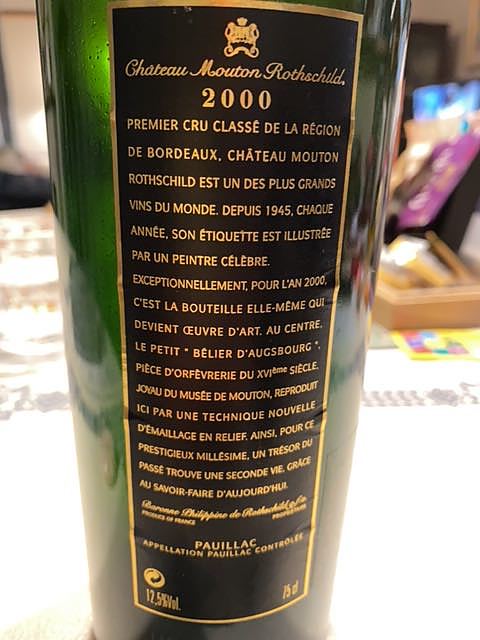 Château Mouton Rothschild.
2000
PREMIER CRU CLASSÉ DE LA RÉGION
DE BORDEAUX, CHÂTEAU MOUTON
ROTHSCHILD EST UN DES PLUS GRANDS
VINS DU MONDE. DEPUIS 1945, CHAQUE
ANNÉE, SON ÉTIQUETTE EST ILLUSTRÉE
PAR UN PEINTRE CÉLÈBRE.
EXCEPTIONNELLEMENT, POUR L'AN 2000,
C'EST LA BOUTEILLE ELLE-MÊME QUI
DEVIENT ŒUVRE D'ART. AU CENTRE,
LE PETIT "BÉLIER D'AUGSBOURG",
PIÈCE D'ORFÈVRERIE DU XVIème SIÈCLE,
JOYAU DU MUSÉE DE MOUTON, REPRODUIT
ICI PAR UNE TECHNIQUE NOUVELLE
D'ÉMAILLAGE EN RELIEF. AINSI, POUR CE
PRESTIGIEUX MILLÉSIME, UN TRÉSOR DU
PASSÉ TROUVE UNE SECONDE VIE, GRÂCE
AU SAVOIR-FAIRE D'AUJOURD'HUI.
Baronne Philippine de Rothschild g.f.a.
PRODUCE OF FRANCE PROPRIÉTAIRE
PAUILLAC
APPELLATION PAUILLAC CONTRÔLÉE
12,5%Vol. 75 cl